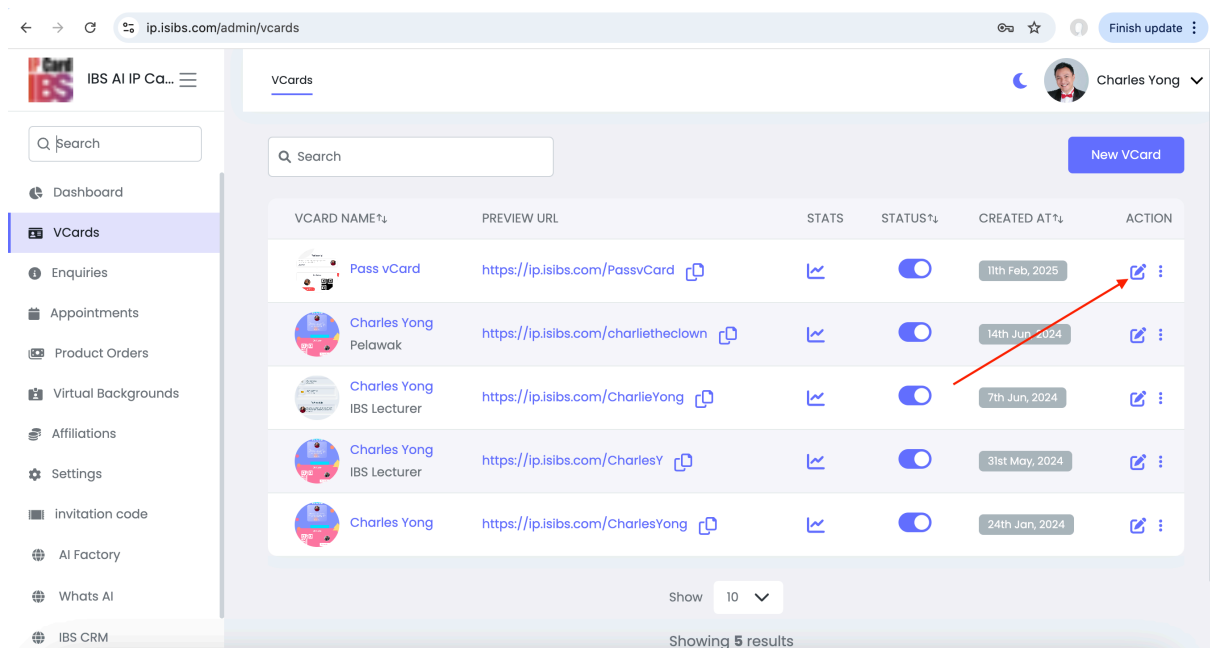 ip.isibs.com/admin/vcards
Finish update
IP Card
IBS
IBS AI IP Ca...
VCards
Charles Yong
Search
Search
New VCard
Dashboard
VCards
Enquiries
Appointments
Product Orders
Virtual Backgrounds
Affiliations
Settings
invitation code
AI Factory
Whats AI
IBS CRM
VCARD NAME PREVIEW URL STATS STATUS CREATED AT ACTION
Pass vCard https://ip.isibs.com/PassvCard 11th Feb, 2025
Charles Yong
Pelawak https://ip.isibs.com/charlietheclown 14th Jun, 2024
Charles Yong
IBS Lecturer https://ip.isibs.com/CharlieYong 7th Jun, 2024
Charles Yong
IBS Lecturer https://ip.isibs.com/CharlesY 31st May, 2024
Charles Yong https://ip.isibs.com/CharlesYong 24th Jan, 2024
Show 10
Showing 5 results